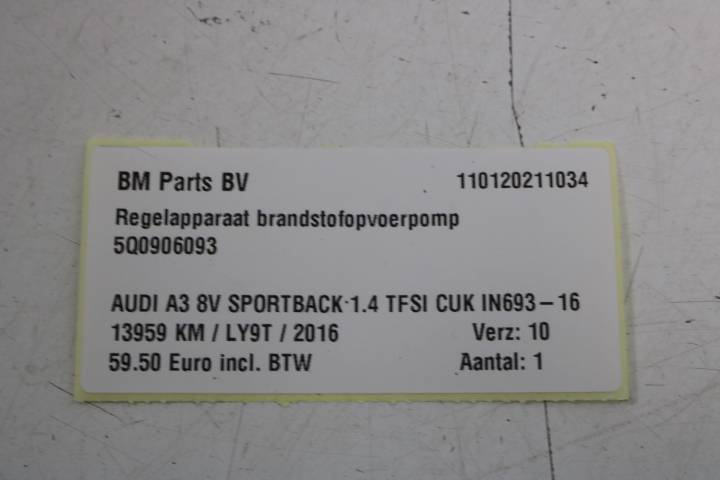 BM Parts BV 110120211034
Regelapparaat brandstofopvoerpomp
5Q0906093
AUDI A3 8V SPORTBACK 1.4 TFSI CUK IN693-16
13959 KM / LY9T / 2016 Verz: 10
59.50 Euro incl. BTW Aantal: 1